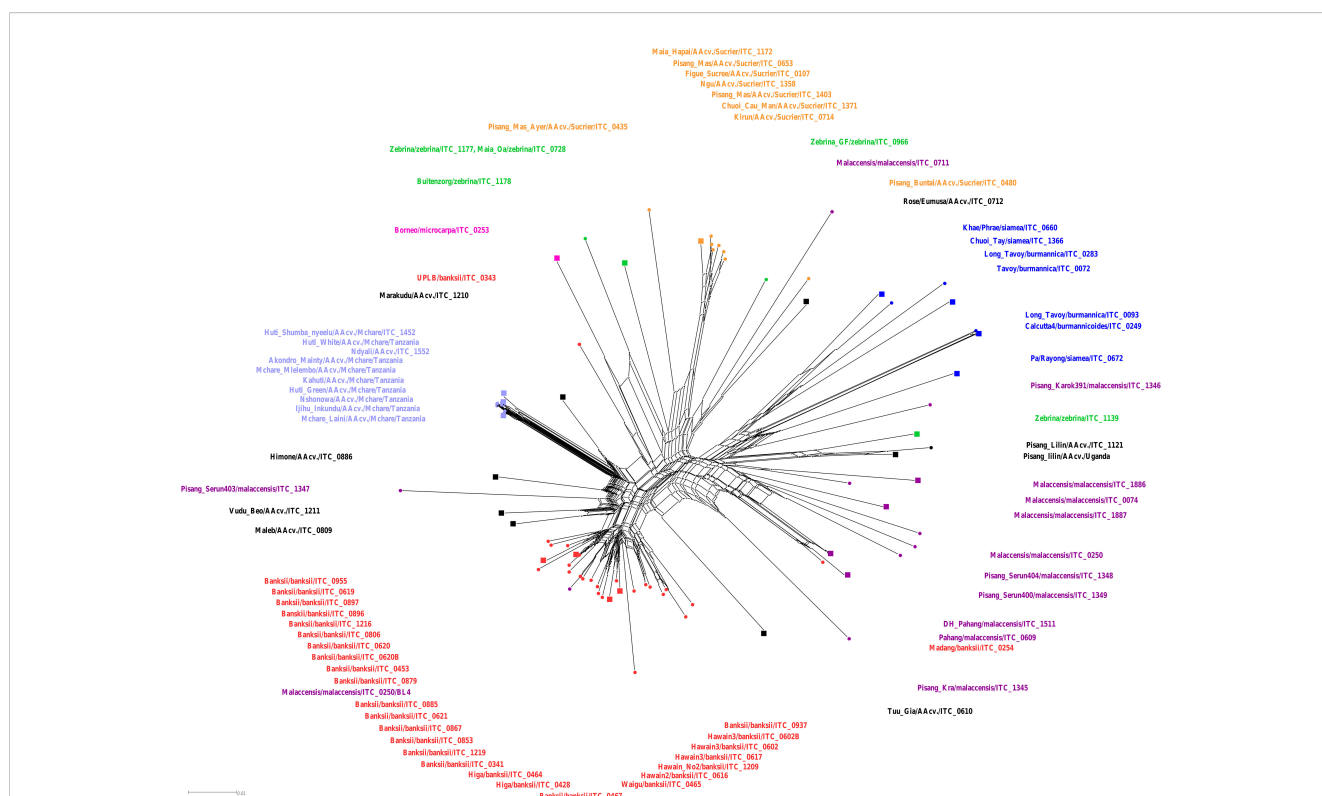 Maia_Hapai/AAcv./Sucrier/ITC_1172
Pisang_Mas/AAcv./Sucrier/ITC_0653
Figue_Sucree/AAcv./Sucrier/ITC_0107
Ngu/AAcv./Sucrier/ITC_1358
Pisang_Mas/AAcv./Sucrier/ITC_1403
Chuoi_Cau_Man/AAcv./Sucrier/ITC_1371
Kirun/AAcv./Sucrier/ITC_0714
Pisang_Mas_Ayer/AAcv./Sucrier/ITC_0435
Zebrina_GF/zebrina/ITC_0966
Zebrina/zebrina/ITC_1177, Maia_Oa/zebrina/ITC_0728
Malaccensis/malaccensis/ITC_0711
Buitenzorg/zebrina/ITC_1178
Pisang_Buntal/AAcv./Sucrier/ITC_0480
Rose/Eumusa/AAcv./ITC_0712
Borneo/microcarpa/ITC_0253
Khae/Phrae/siamea/ITC_0660
Chuoi_Tay/siamea/ITC_1366
Long_Tavoy/burmannica/ITC_0283
Tavoy/burmannica/ITC_0072
UPLB/banksii/ITC_0343
Marakudu/AAcv./ITC_1210
Long_Tavoy/burmannica/ITC_0093
Calcutta4/burmannicoides/ITC_0249
Huti_Shumba_nyeelu/AAcv./Mchare/ITC_1452
Huti_White/AAcv./Mchare/Tanzania
Ndyali/AAcv./ITC_1552
Akondro_Mainty/AAcv./Mchare/Tanzania
Mchare_Mlelembo/AAcv./Mchare/Tanzania
Kahuti/AAcv./Mchare/Tanzania
Huti_Green/AAcv./Mchare/Tanzania
Nshonowa/AAcv./Mchare/Tanzania
Ijihu_Inkundu/AAcv./Mchare/Tanzania
Mchare_Laini/AAcv./Mchare/Tanzania
Pa/Rayong/siamea/ITC_0672
Pisang_Karok391/malaccensis/ITC_1346
Zebrina/zebrina/ITC_1139
Pisang_Lilin/AAcv./ITC_1121
Pisang_lilin/AAcv./Uganda
Himone/AAcv./ITC_0886
Pisang_Serun403/malaccensis/ITC_1347
Malaccensis/malaccensis/ITC_1886
Malaccensis/malaccensis/ITC_0074
Malaccensis/malaccensis/ITC_1887
Vudu_Beo/AAcv./ITC_1211
Maleb/AAcv./ITC_0809
Malaccensis/malaccensis/ITC_0250
Pisang_Serun404/malaccensis/ITC_1348
Pisang_Serun400/malaccensis/ITC_1349
Banksii/banksii/ITC_0955
Banksii/banksii/ITC_0619
Banksii/banksii/ITC_0897
Banksii/banksii/ITC_0896
Banksii/banksii/ITC_1216
Banksii/banksii/ITC_0806
Banksii/banksii/ITC_0620
Banksii/banksii/ITC_0620B
Banksii/banksii/ITC_0453
Banksii/banksii/ITC_0879
Malaccensis/malaccensis/ITC_0250/BL4
Banksii/banksii/ITC_0885
Banksii/banksii/ITC_0621
Banksii/banksii/ITC_0867
Banksii/banksii/ITC_0853
Banksii/banksii/ITC_1219
Banksii/banksii/ITC_0341
Higa/banksii/ITC_0464
Higa/banksii/ITC_0428
Banksii/banksii/ITC_0467
DH_Pahang/malaccensis/ITC_1511
Pahang/malaccensis/ITC_0609
Madang/banksii/ITC_0254
Pisang_Kra/malaccensis/ITC_1345
Tuu_Gia/AAcv./ITC_0610
Banksii/banksii/ITC_0937
Hawain3/banksii/ITC_0602B
Hawain3/banksii/ITC_0602
Hawain3/banksii/ITC_0617
Hawain_No2/banksii/ITC_1209
Hawain2/banksii/ITC_0616
Waigu/banksii/ITC_0465
0.01